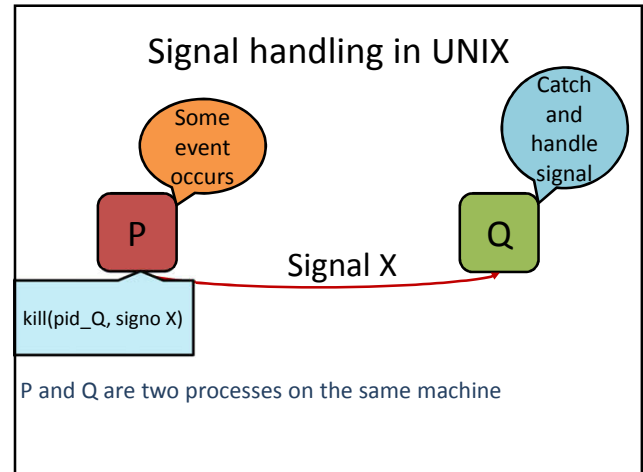 Signal handling in UNIX
Some
event
occurs
Catch
and
handle
signal
P
Q
Signal X
kill(pid_Q, signo X)
P and Q are two processes on the same machine